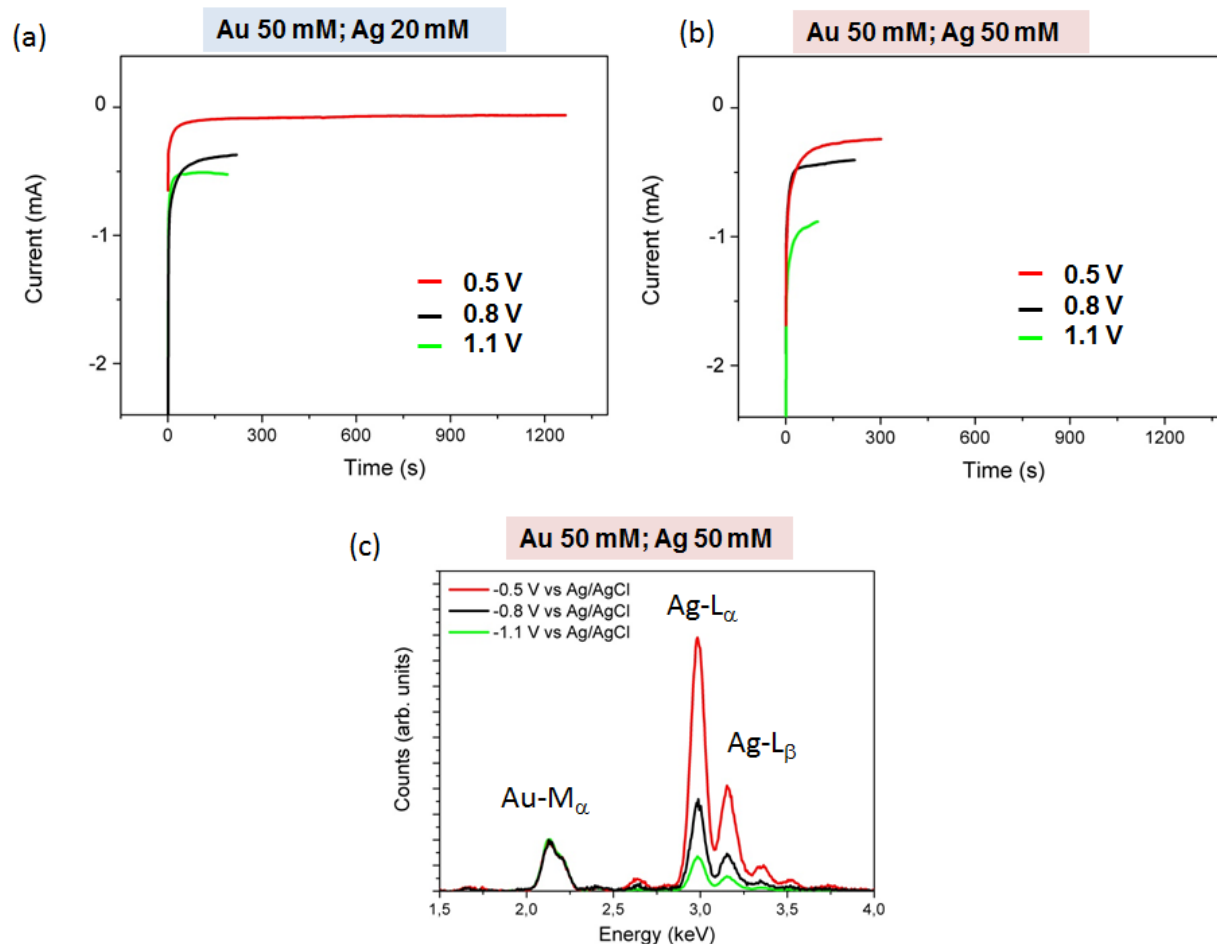 (a)
Au 50 mM; Ag 20 mM
0
-1
-2
Current (mA)
0.5 V
0.8 V
1.1 V
0 300 600 900 1200
Time (s)
(b)
Au 50 mM; Ag 50 mM
0
-1
-2
Current (mA)
0.5 V
0.8 V
1.1 V
0 300 600 900 1200
Time (s)
(c)
Au 50 mM; Ag 50 mM
-0.5 V vs Ag/AgCl
-0.8 V vs Ag/AgCl
-1.1 V vs Ag/AgCl
Ag-Lα
Ag-Lβ
Au-Mα
Counts (arb. units)
1,5 2,0 2,5 3,0 3,5 4,0
Energy (keV)